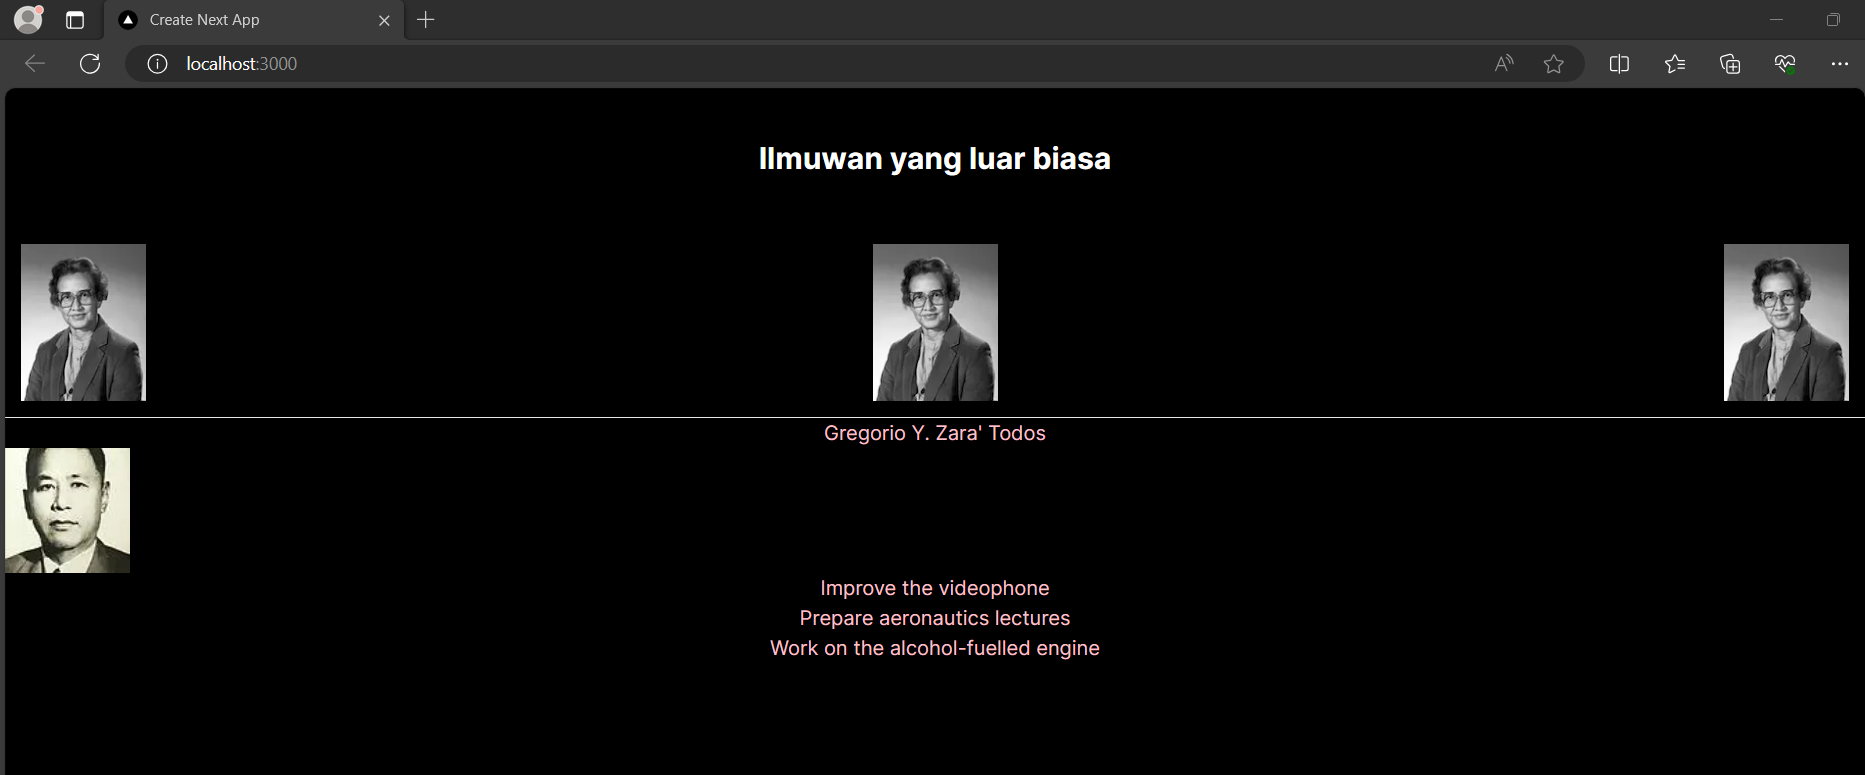 Create Next App
localhost:3000
Ilmuwan yang luar biasa
Gregorio Y. Zara' Todos
Improve the videophone
Prepare aeronautics lectures
Work on the alcohol-fuelled engine